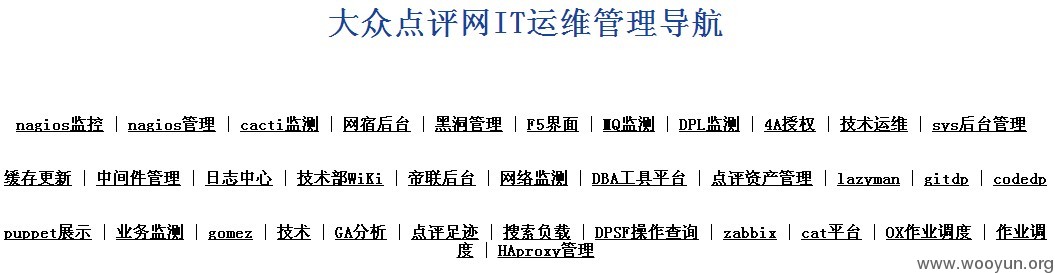 大众点评网IT运维管理导航
nagios监控 | nagios管理 | cacti监测 | 网宿后台 | 黑洞管理 | F5界面 | MQ监测 | DPL监测 | 4A授权 | 技术运维 | sys后台管理
缓存更新 | 中间件管理 | 日志中心 | 技术部WiKi | 帝联后台 | 网络监测 | DBA工具平台 | 点评资产管理 | lazyman | gitdp | codedp
puppet展示 | 业务监测 | gomez | 技术 | GA分析 | 点评足迹 | 搜索负载 | DPSF操作查询 | zabbix | cat平台 | OX作业调度 | 作业调
度 | HAproxy管理
www.wooyun.org